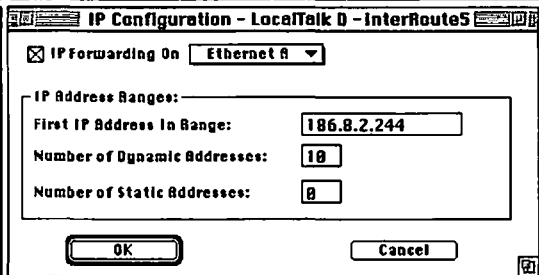 IP Configuration - LocalTalk D - InterRoute5
IP Forwarding On Ethernet A
IP Address Ranges:
First IP Address In Range: 186.8.2.244
Number of Dynamic Addresses: 10
Number of Static Addresses: 0
OK Cancel